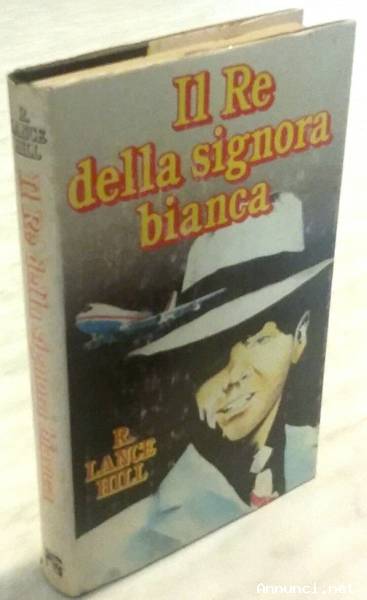 Il Re
della signora
bianca
R.
LANCE
HILL
R.
LANCE
HILL
Il Re della signora bianca
Annunci.net